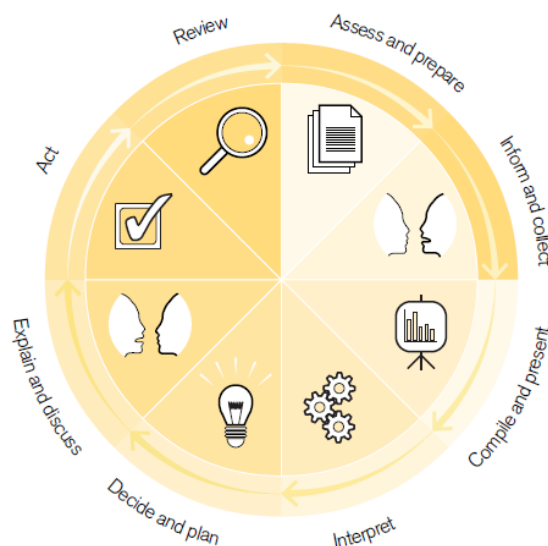 Review
Assess and prepare
Inform and collect
Compile and present
Interpret
Decide and plan
Explain and discuss
Act